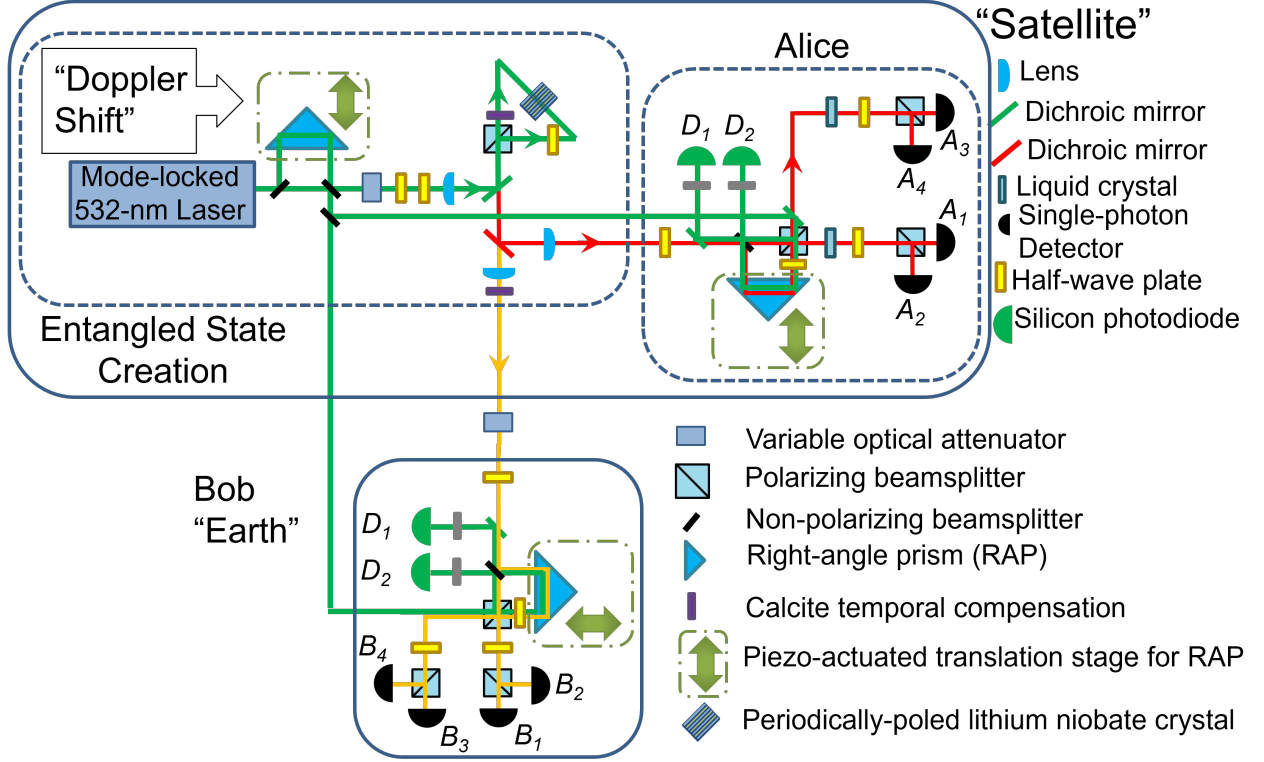 "Satellite"
"Doppler
Shift"
Mode-locked
532-nm Laser
Entangled State
Creation
Alice
D1
D2
A3
A4
A1
A2
Lens
Dichroic mirror
Dichroic mirror
Liquid crystal
Single-photon
Detector
Half-wave plate
Silicon photodiode
Bob
"Earth"
D1
D2
B4
B3
B1
B2
Variable optical attenuator
Polarizing beamsplitter
Non-polarizing beamsplitter
Right-angle prism (RAP)
Calcite temporal compensation
Piezo-actuated translation stage for RAP
Periodically-poled lithium niobate crystal